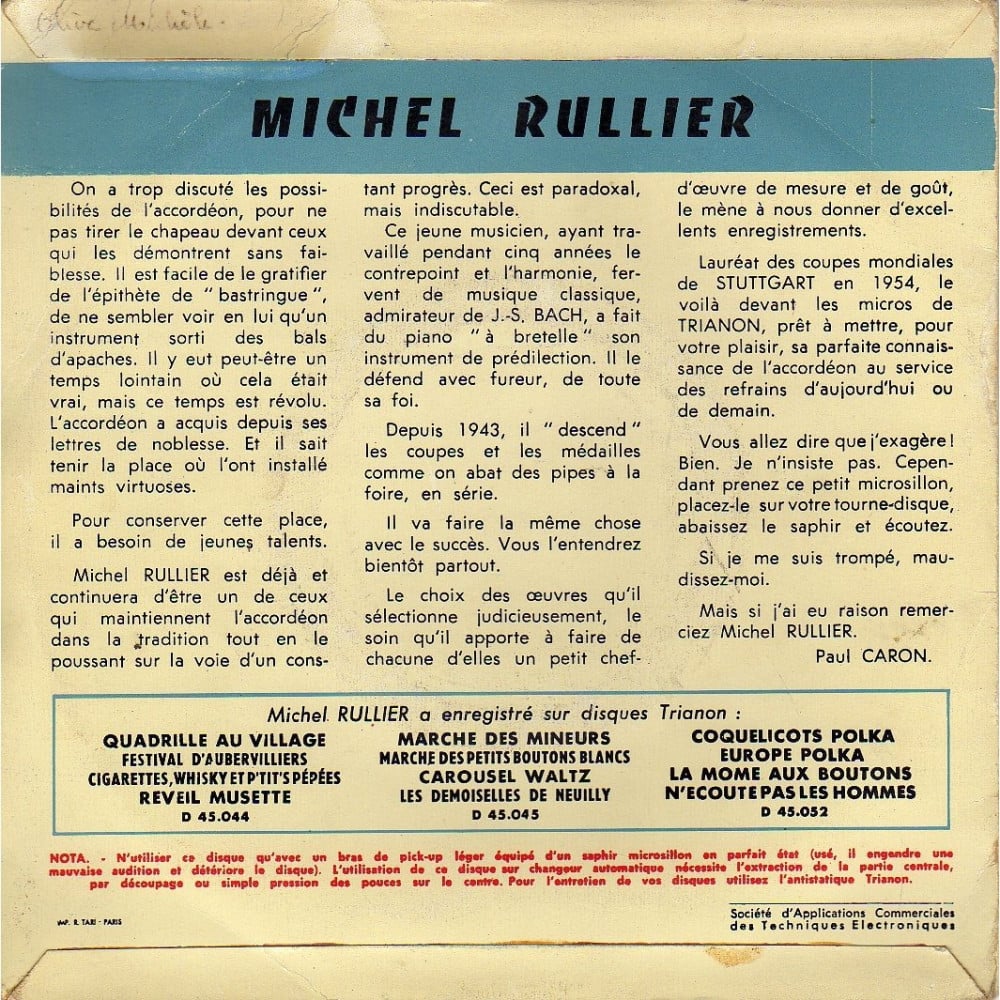 MICHEL RULLIER
On a trop discuté les possi-
bilités de l'accordéon, pour ne
pas tirer le chapeau devant ceux
qui les démontrent sans fai-
blesse. Il est facile de le gratifier
de l'épithète de " bastringue ",
de ne sembler voir en lui qu'un
instrument sorti des bals
d'apaches. Il y eut peut-être un
temps lointain où cela était
vrai, mais ce temps est révolu.
L'accordéon a acquis depuis ses
lettres de noblesse. Et il sait
tenir la place où l'ont installé
maints virtuoses.
Pour conserver cette place,
il a besoin de jeunes talents.
Michel RULLIER est déjà et
continuera d'être un de ceux
qui maintiennent l'accordéon
dans la tradition tout en le
poussant sur la voie d'un cons-
tant progrès. Ceci est paradoxal,
mais indiscutable.
Ce jeune musicien, ayant tra-
vaillé pendant cinq années le
contrepoint et l'harmonie, fer-
vent de musique classique,
admirateur de J.-S. BACH, a fait
du piano " à bretelle " son
instrument de prédilection. Il le
défend avec fureur, de toute
sa foi.
Depuis 1943, il " descend "
les coupes et les médailles
comme on abat des pipes à la
foire, en série.
Il va faire la même chose
avec le succès. Vous l'entendrez
bientôt partout.
Le choix des œuvres qu'il
sélectionne judicieusement, le
soin qu'il apporte à faire de
chacune d'elles un petit chef-
d'œuvre de mesure et de goût,
le mène à nous donner d'excel-
lents enregistrements.
Lauréat des coupes mondiales
de STUTTGART en 1954, le
voilà devant les micros de
TRIANON, prêt à mettre, pour
votre plaisir, sa parfaite connais-
sance de l'accordéon au service
des refrains d'aujourd'hui ou
de demain.
Vous allez dire que j'exagère !
Bien. Je n'insiste pas. Cepen-
dant prenez ce petit microsillon,
placez-le sur votre tourne-disque,
abaissez le saphir et écoutez.
Si je me suis trompé, mau-
dissez-moi.
Mais si j'ai eu raison remer-
ciez Michel RULLIER.
Paul CARON.
Michel RULLIER a enregistré sur disques Trianon :
QUADRILLE AU VILLAGE
FESTIVAL D'AUBERVILLIERS
CIGARETTES, WHISKY ET P'TIT'S PÉPÉES
REVEIL MUSETTE
D 45.044
MARCHE DES MINEURS
MARCHE DES PETITS BOUTONS BLANCS
CAROUSEL WALTZ
LES DEMOISELLES DE NEUILLY
D 45.045
COQUELICOTS POLKA
EUROPE POLKA
LA MOME AUX BOUTONS
N'ECOUTE PAS LES HOMMES
D 45.052
NOTA. - N'utiliser ce disque qu'avec un bras de pick-up léger équipé d'un saphir microsillon en parfait état (usé, il engendre une
mauvaise audition et détériore le disque). L'utilisation de ce disque sur changeur automatique nécessite l'extraction de la partie centrale,
par découpage ou simple pression des pouces sur le centre. Pour l'entretien de vos disques utilisez l'antistatique Trianon.
IMP. R. TARI - PARIS
Société d'Applications Commerciales
des Techniques Electroniques